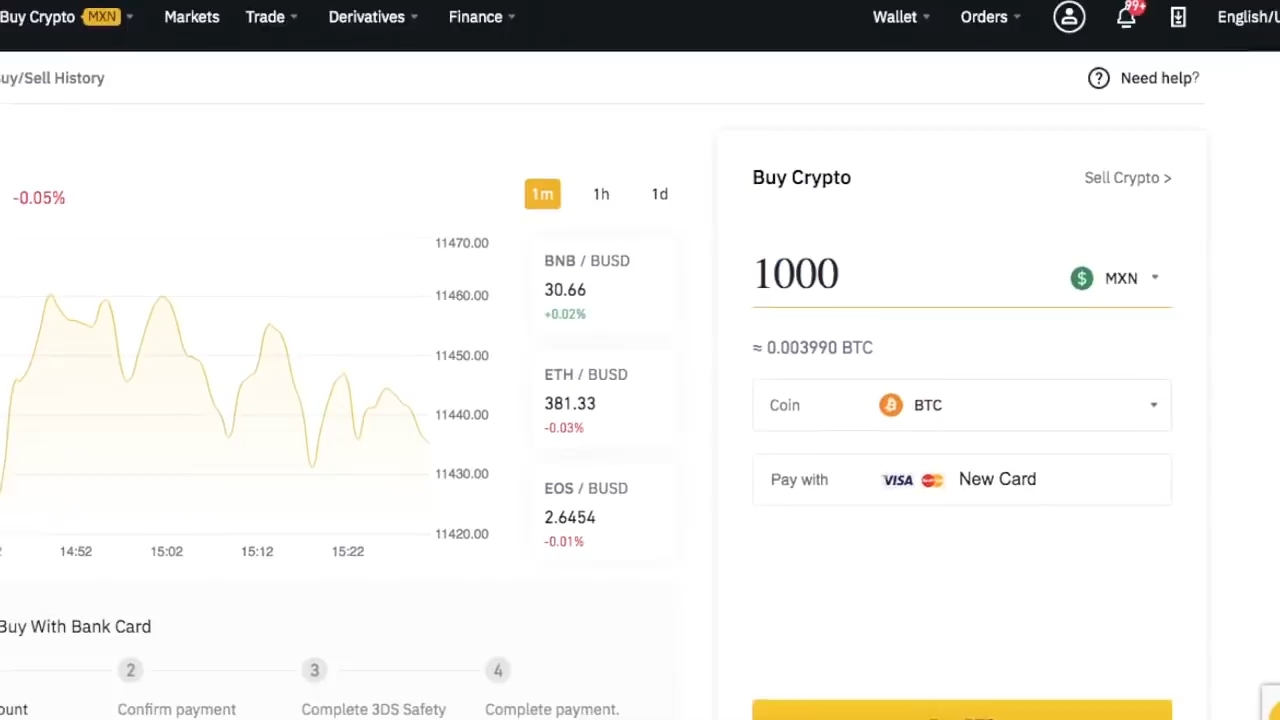 Buy Crypto MXN Markets Trade Derivatives Finance Wallet Orders 99+ English/U
uy/Sell History
Need help?
-0.05%
1m 1h 1d
11470.00
11460.00
11450.00
11440.00
11430.00
11420.00
14:52 15:02 15:12 15:22
BNB / BUSD
30.66
+0.02%
ETH / BUSD
381.33
-0.03%
EOS / BUSD
2.6454
-0.01%
Buy Crypto
Sell Crypto >
1000
$ MXN
≈ 0.003990 BTC
Coin BTC
Pay with VISA New Card
Buy With Bank Card
2 3 4
ount Confirm payment Complete 3DS Safety Complete payment.